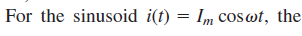 For the sinusoid i(t) = Iₘ cos ωt, the